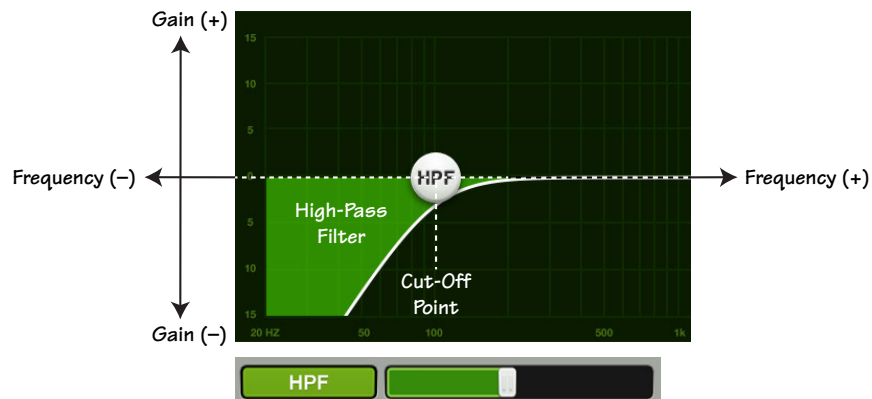 Gain (+)
15
10
5
Frequency (–)
0
HPF
Frequency (+)
High-Pass
Filter
5
10
Cut-Off
Point
15
Gain (–)
20 HZ 50 100 500 1k
HPF